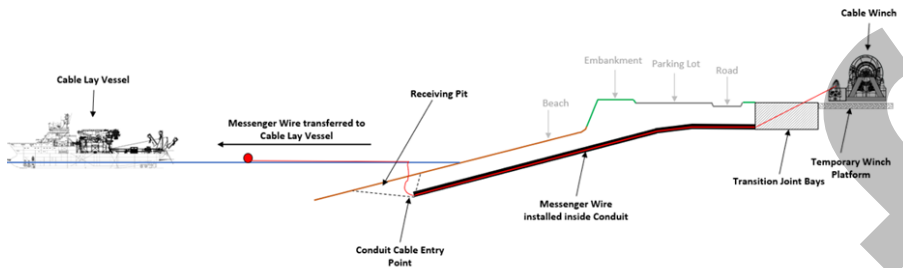 Cable Winch
Cable Lay Vessel
Embankment
Parking Lot
Road
Receiving Pit
Beach
Messenger Wire transferred to
Cable Lay Vessel
Temporary Winch
Platform
Transition Joint Bays
Messenger Wire
installed inside Conduit
Conduit Cable Entry
Point